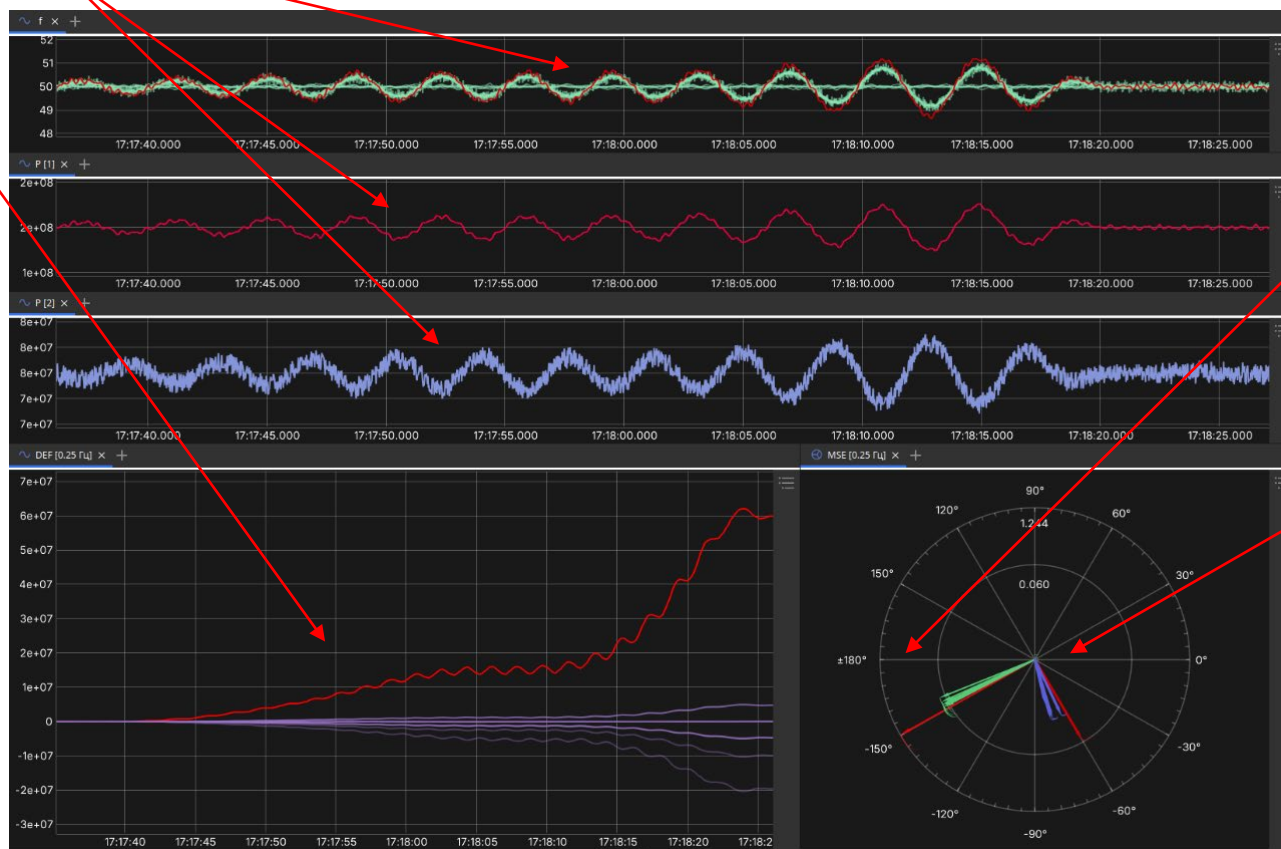 f × +
52
51
50
49
48
17:17:40.000 17:17:45.000 17:17:50.000 17:17:55.000 17:18:00.000 17:18:05.000 17:18:10.000 17:18:15.000 17:18:20.000 17:18:25.000
P [1] × +
2e+08
2e+08
1e+08
17:17:40.000 17:17:45.000 17:17:50.000 17:17:55.000 17:18:00.000 17:18:05.000 17:18:10.000 17:18:15.000 17:18:20.000 17:18:25.000
P [2] × +
8e+07
8e+07
8e+07
7e+07
7e+07
17:17:40.000 17:17:45.000 17:17:50.000 17:17:55.000 17:18:00.000 17:18:05.000 17:18:10.000 17:18:15.000 17:18:20.000 17:18:25.000
DEF [0.25 Гц] × +
7e+07
6e+07
5e+07
4e+07
3e+07
2e+07
1e+07
0
-1e+07
-2e+07
-3e+07
17:17:40 17:17:45 17:17:50 17:17:55 17:18:00 17:18:05 17:18:10 17:18:15 17:18:20 17:18:2
MSE [0.25 Гц] × +
90°
120° 60°
1.244
150° 30°
0.060
±180° 0°
-150° -30°
-120° -60°
-90°